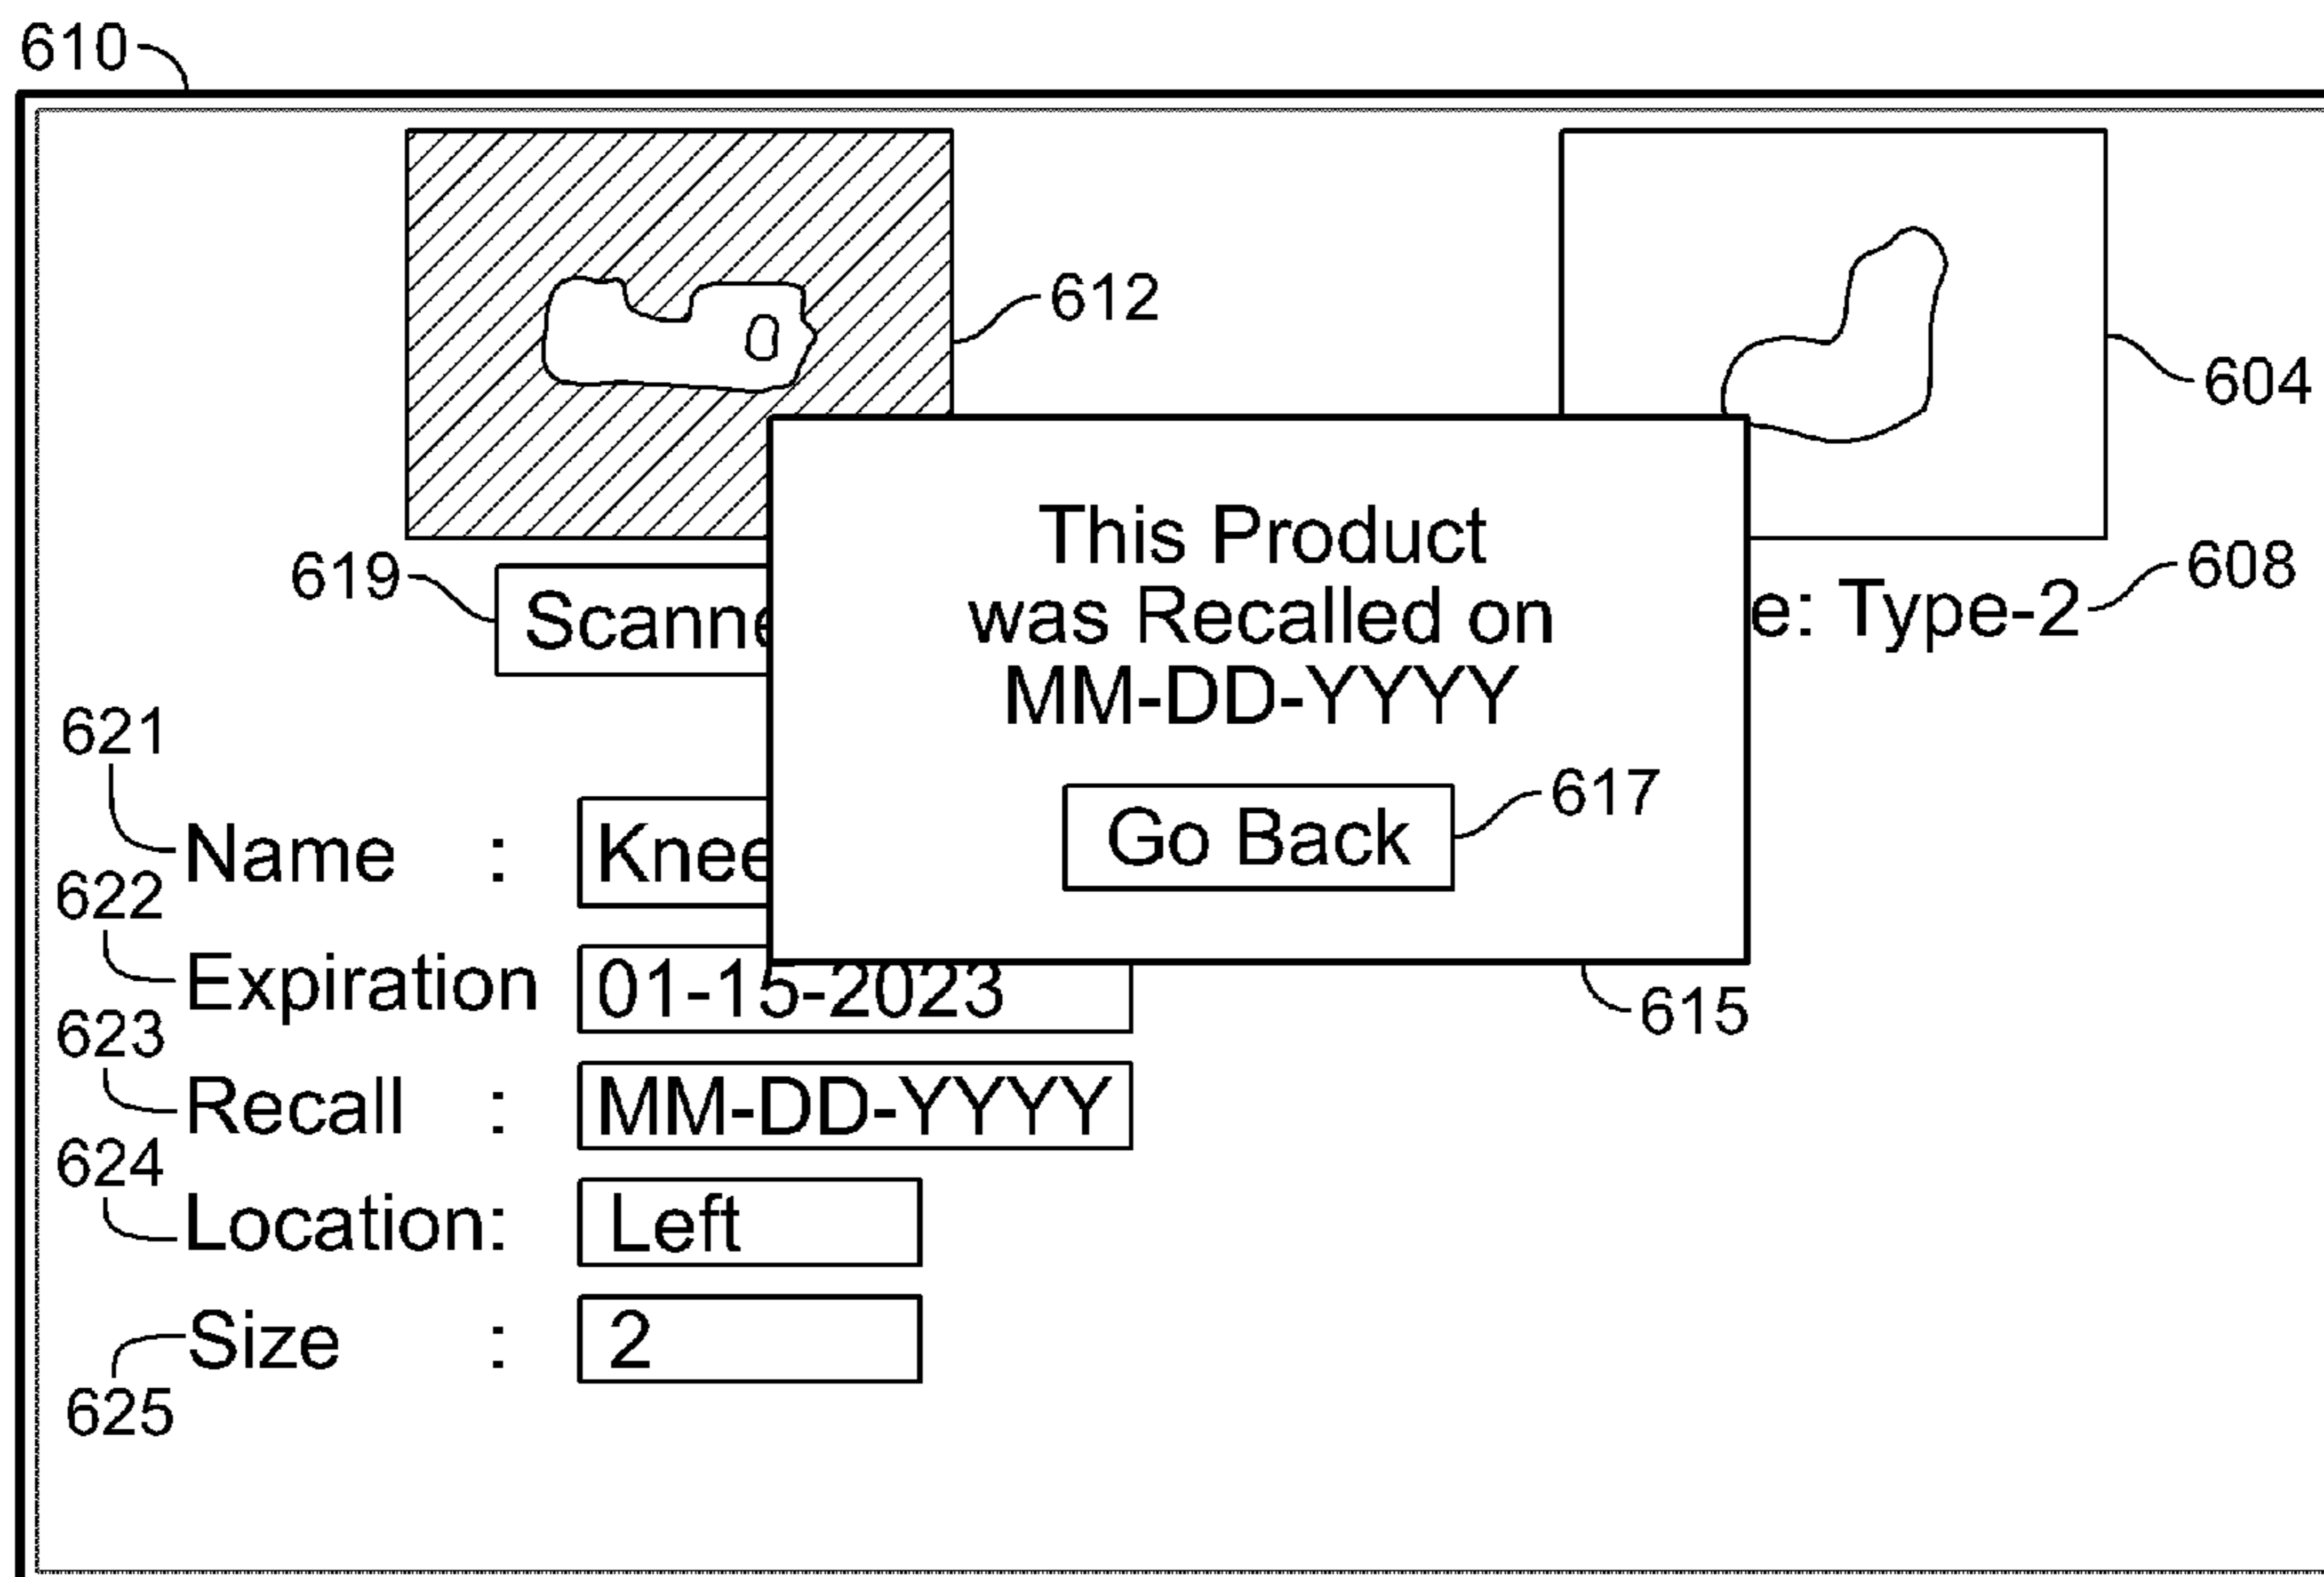 610
612
604
This Product
was Recalled on
MM-DD-YYYY
619
Scanne
e: Type-2
608
621
Name :
Knee
Go Back
617
622
Expiration
01-15-2023
615
623
Recall :
MM-DD-YYYY
624
Location:
Left
Size :
2
625